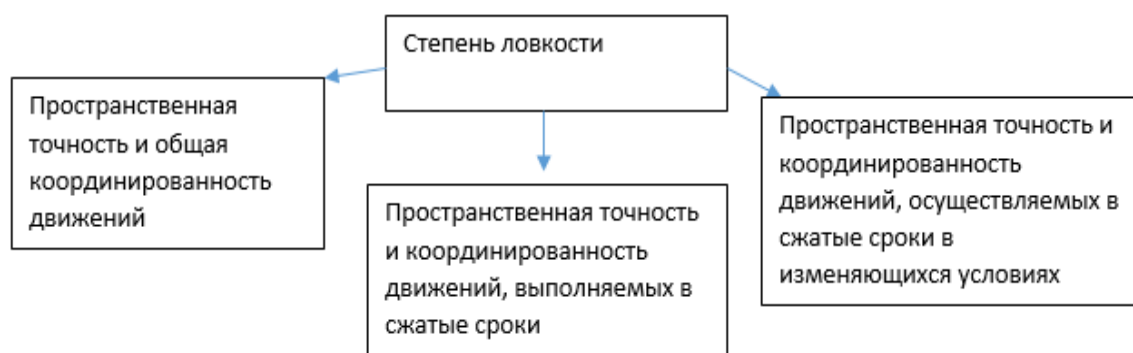 Степень ловкости
Пространственная
точность и общая
координированность
движений
Пространственная точность
и координированность
движений, выполняемых в
сжатые сроки
Пространственная точность и
координированность
движений, осуществляемых в
сжатые сроки в
изменяющихся условиях